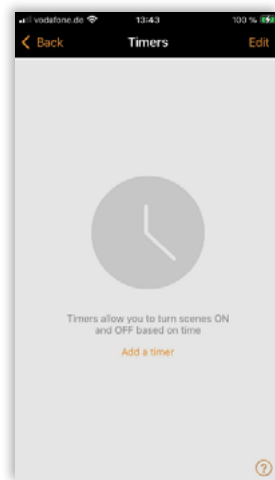 vodafone.de 13:43 100 %
Back Timers Edit
Timers allow you to turn scenes ON
and OFF based on time
Add a timer
?